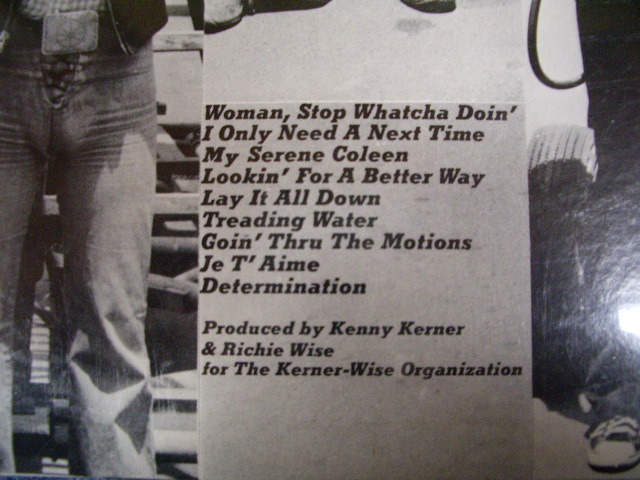 Woman, Stop Whatcha Doin'
I Only Need A Next Time
My Serene Coleen
Lookin' For A Better Way
Lay It All Down
Treading Water
Goin' Thru The Motions
Je T' Aime
Determination
Produced by Kenny Kerner
& Richie Wise
for The Kerner-Wise Organization